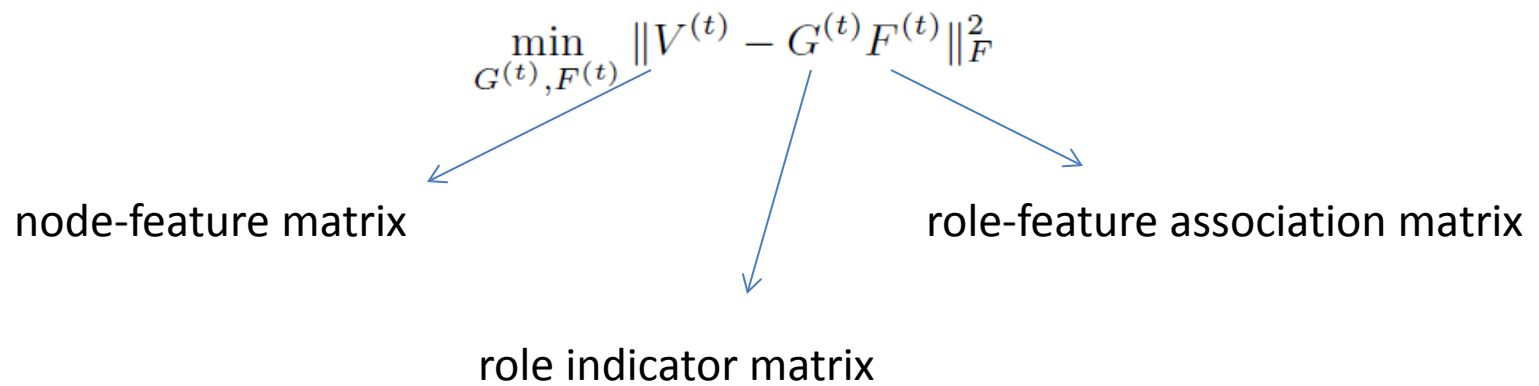 min_{G^{(t)},F^{(t)}} ‖V^{(t)} − G^{(t)}F^{(t)}‖_F^2
node-feature matrix
role-feature association matrix
role indicator matrix